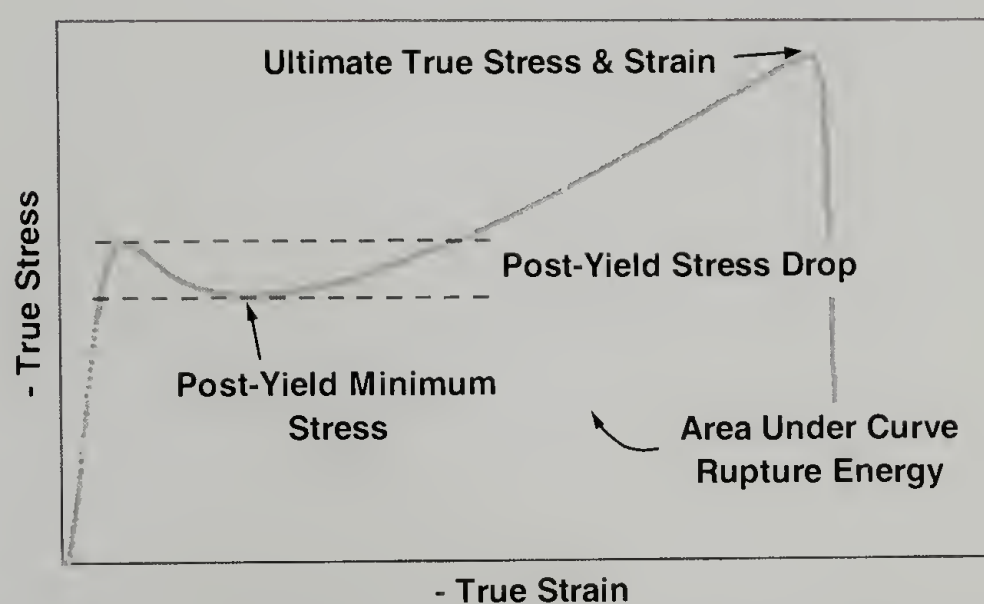 Ultimate True Stress & Strain
- True Stress
Post-Yield Stress Drop
Post-Yield Minimum
Stress
Area Under Curve
Rupture Energy
- True Strain